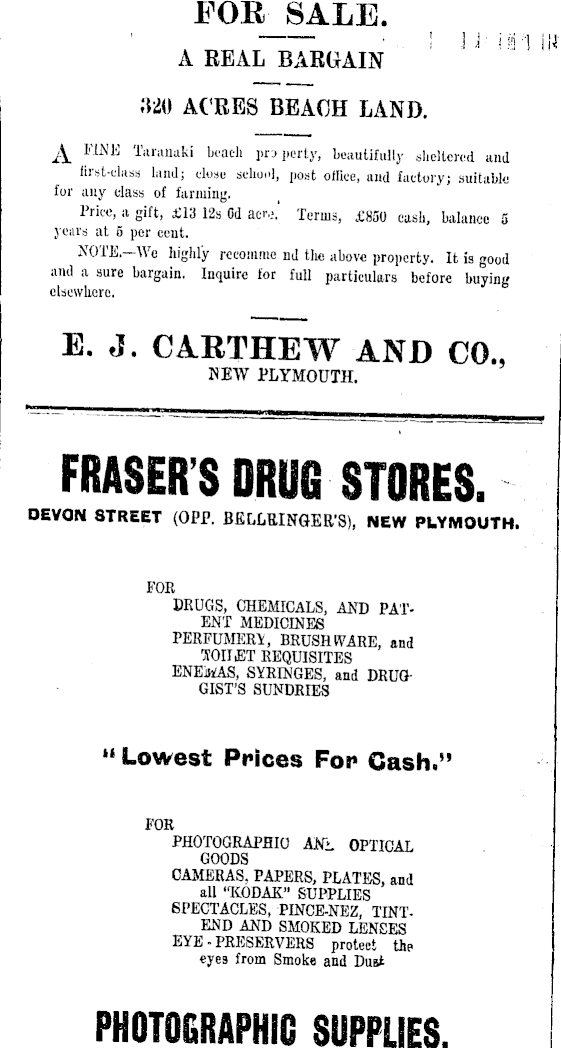 FOR SALE.
A REAL BARGAIN
320 ACRES BEACH LAND.
A FINE Taranaki beach property, beautifully sheltered and
first-class land; close school, post office, and factory; suitable
for any class of farming.
Price, a gift, £13 12s 6d acre. Terms, £850 cash, balance 5
years at 5 per cent.
NOTE.—We highly recomme nd the above property. It is good
and a sure bargain. Inquire for full particulars before buying
elsewhere.
E. J. CARTHEW AND CO.,
NEW PLYMOUTH.
FRASER'S DRUG STORES.
DEVON STREET (OPP. BELLRINGER'S), NEW PLYMOUTH.
FOR
DRUGS, CHEMICALS, AND PAT-
ENT MEDICINES
PERFUMERY, BRUSHWARE, and
TOILET REQUISITES
ENEMAS, SYRINGES, and DRUG-
GIST'S SUNDRIES
"Lowest Prices For Cash."
FOR
PHOTOGRAPHIC AND OPTICAL
GOODS
CAMERAS, PAPERS, PLATES, and
all "KODAK" SUPPLIES
SPECTACLES, PINCE-NEZ, TINT-
END AND SMOKED LENSES
EYE-PRESERVERS protect the
eyes from Smoke and Dust
PHOTOGRAPHIC SUPPLIES.